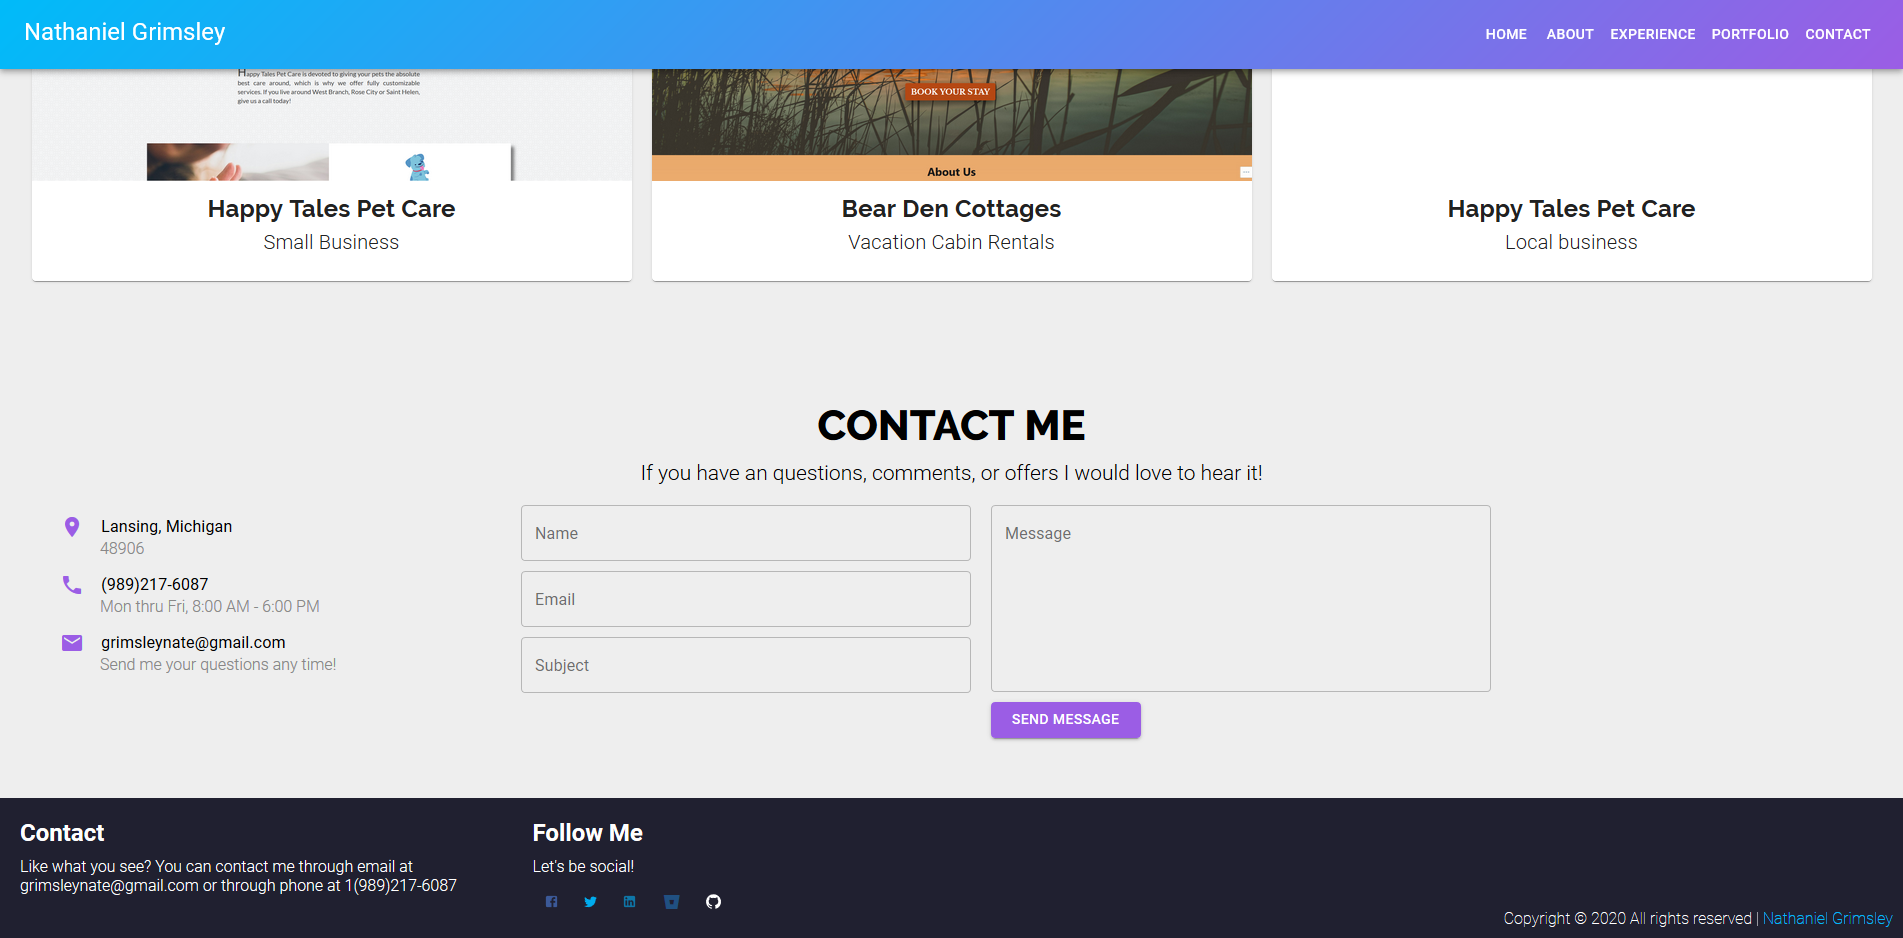 Nathaniel Grimsley
HOME ABOUT EXPERIENCE PORTFOLIO CONTACT
Happy Tales Pet Care is devoted to giving your pets the absolute
best care around, which is why we offer fully customizable
services. If you live around West Branch, Rose City or Saint Helen,
give us a call today!
BOOK YOUR STAY
About Us
Happy Tales Pet Care
Small Business
Bear Den Cottages
Vacation Cabin Rentals
Happy Tales Pet Care
Local business
CONTACT ME
If you have an questions, comments, or offers I would love to hear it!
Lansing, Michigan
48906
(989)217-6087
Mon thru Fri, 8:00 AM - 6:00 PM
grimsleynate@gmail.com
Send me your questions any time!
Name
Email
Subject
Message
SEND MESSAGE
Contact
Like what you see? You can contact me through email at
grimsleynate@gmail.com or through phone at 1(989)217-6087
Follow Me
Let's be social!
Copyright © 2020 All rights reserved | Nathaniel Grimsley